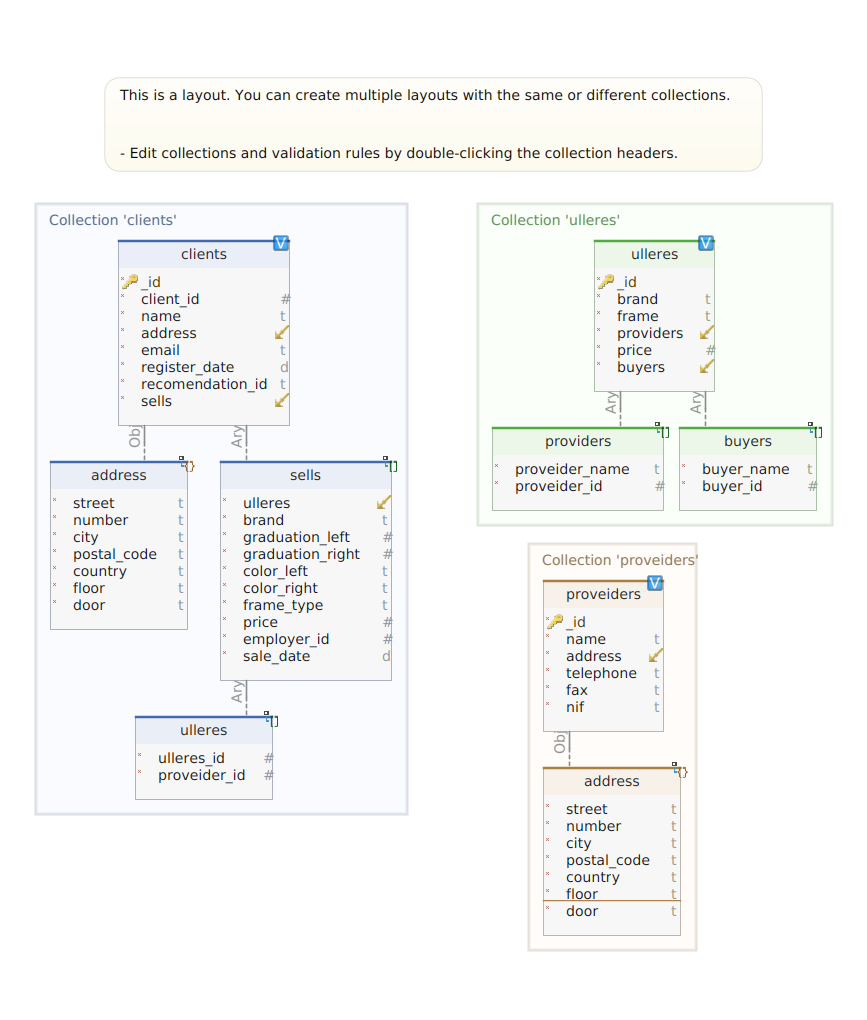 This is a layout. You can create multiple layouts with the same or different collections.
- Edit collections and validation rules by double-clicking the collection headers.
Collection 'clients'
V
clients
_id
client_id #
name t
address
email t
register_date d
recomendation_id t
sells
Obj
Ary
address
street t
number t
city t
postal_code t
country t
floor t
door t
sells
ulleres
brand t
graduation_left #
graduation_right #
color_left t
color_right t
frame_type t
price #
employer_id #
sale_date d
Ary
ulleres
ulleres_id #
proveider_id #
Collection 'ulleres'
V
ulleres
_id
brand t
frame t
providers
price #
buyers
Ary
Ary
providers
proveider_name t
proveider_id #
buyers
buyer_name t
buyer_id #
Collection 'proveiders'
V
proveiders
_id
name t
address
telephone t
fax t
nif t
Obj
address
street t
number t
city t
postal_code t
country t
floor t
door t